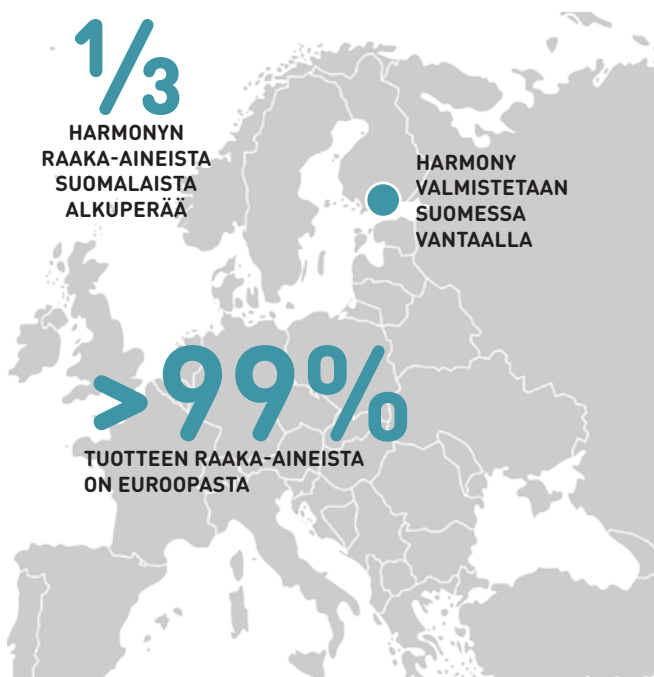 1/3
HARMONYN
RAAKA-AINEISTA
SUOMALAISTA
ALKUPERÄÄ
HARMONY
VALMISTETAAN
SUOMESSA
VANTAALLA
>99%
TUOTTEEN RAAKA-AINEISTA
ON EUROOPASTA